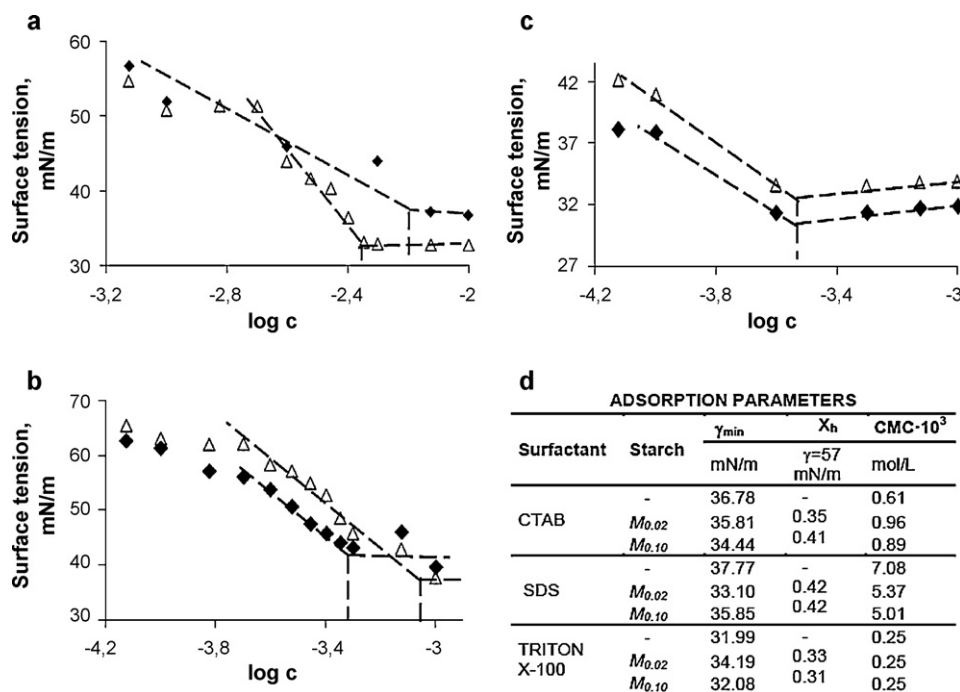 a
Surface tension, mN/m
60
50
40
30
-3,2
-2,8
-2,4
-2
log c
c
Surface tension, mN/m
42
37
32
27
-4,2
-3,8
-3,4
-3
log c
b
Surface tension, mN/m
70
60
50
40
30
-4,2
-3,8
-3,4
-3
log c
d
ADSORPTION PARAMETERS
Surfactant Starch γmin Xh CMC·10³
mN/m γ=57 mN/m mol/L
- 36.78 - 0.61
CTAB M0.02 35.81 0.35 0.96
M0.10 34.44 0.41 0.89
- 37.77 - 7.08
SDS M0.02 33.10 0.42 5.37
M0.10 35.85 0.42 5.01
- 31.99 - 0.25
TRITON X-100 M0.02 34.19 0.33 0.25
M0.10 32.08 0.31 0.25